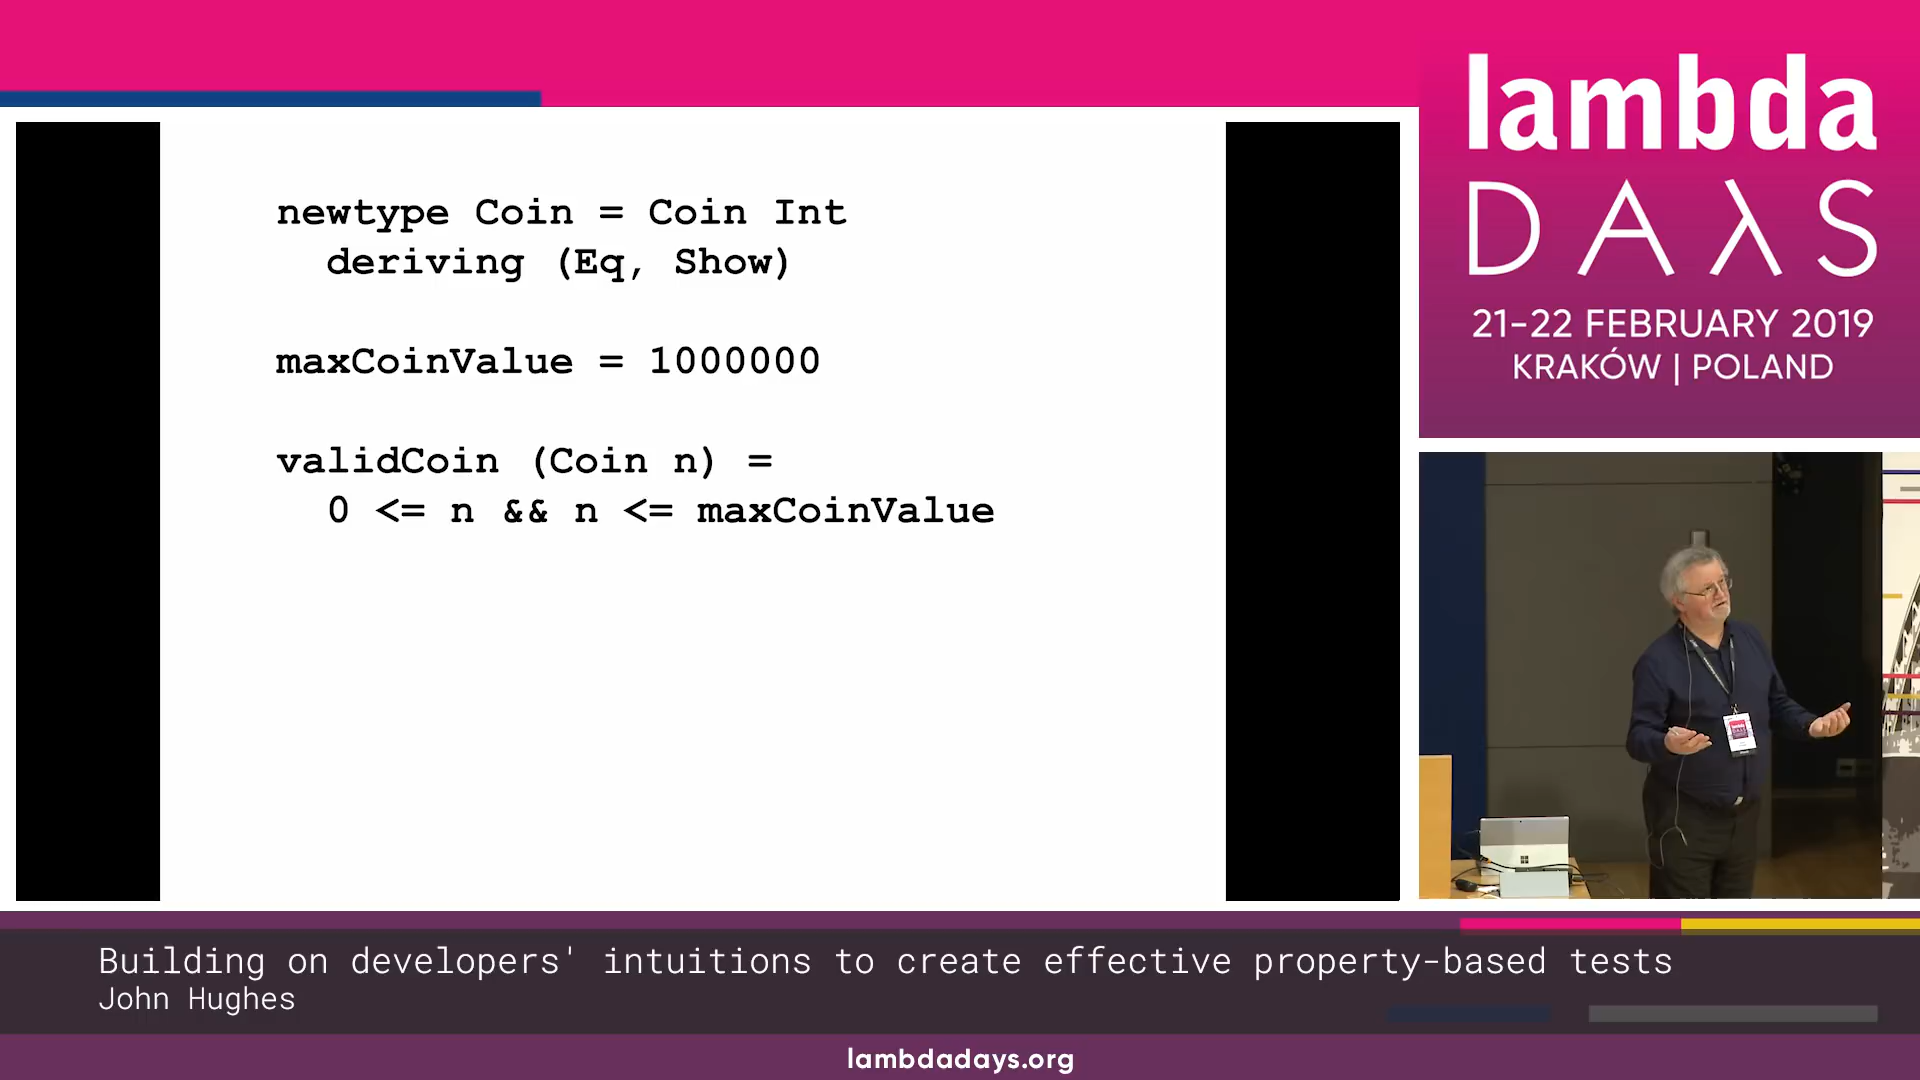 newtype Coin = Coin Int
deriving (Eq, Show)
maxCoinValue = 1000000
validCoin (Coin n) =
0 <= n && n <= maxCoinValue
lambda
DAλS
21-22 FEBRUARY 2019
KRAKÓW | POLAND
Building on developers' intuitions to create effective property-based tests
John Hughes
lambdadays.org